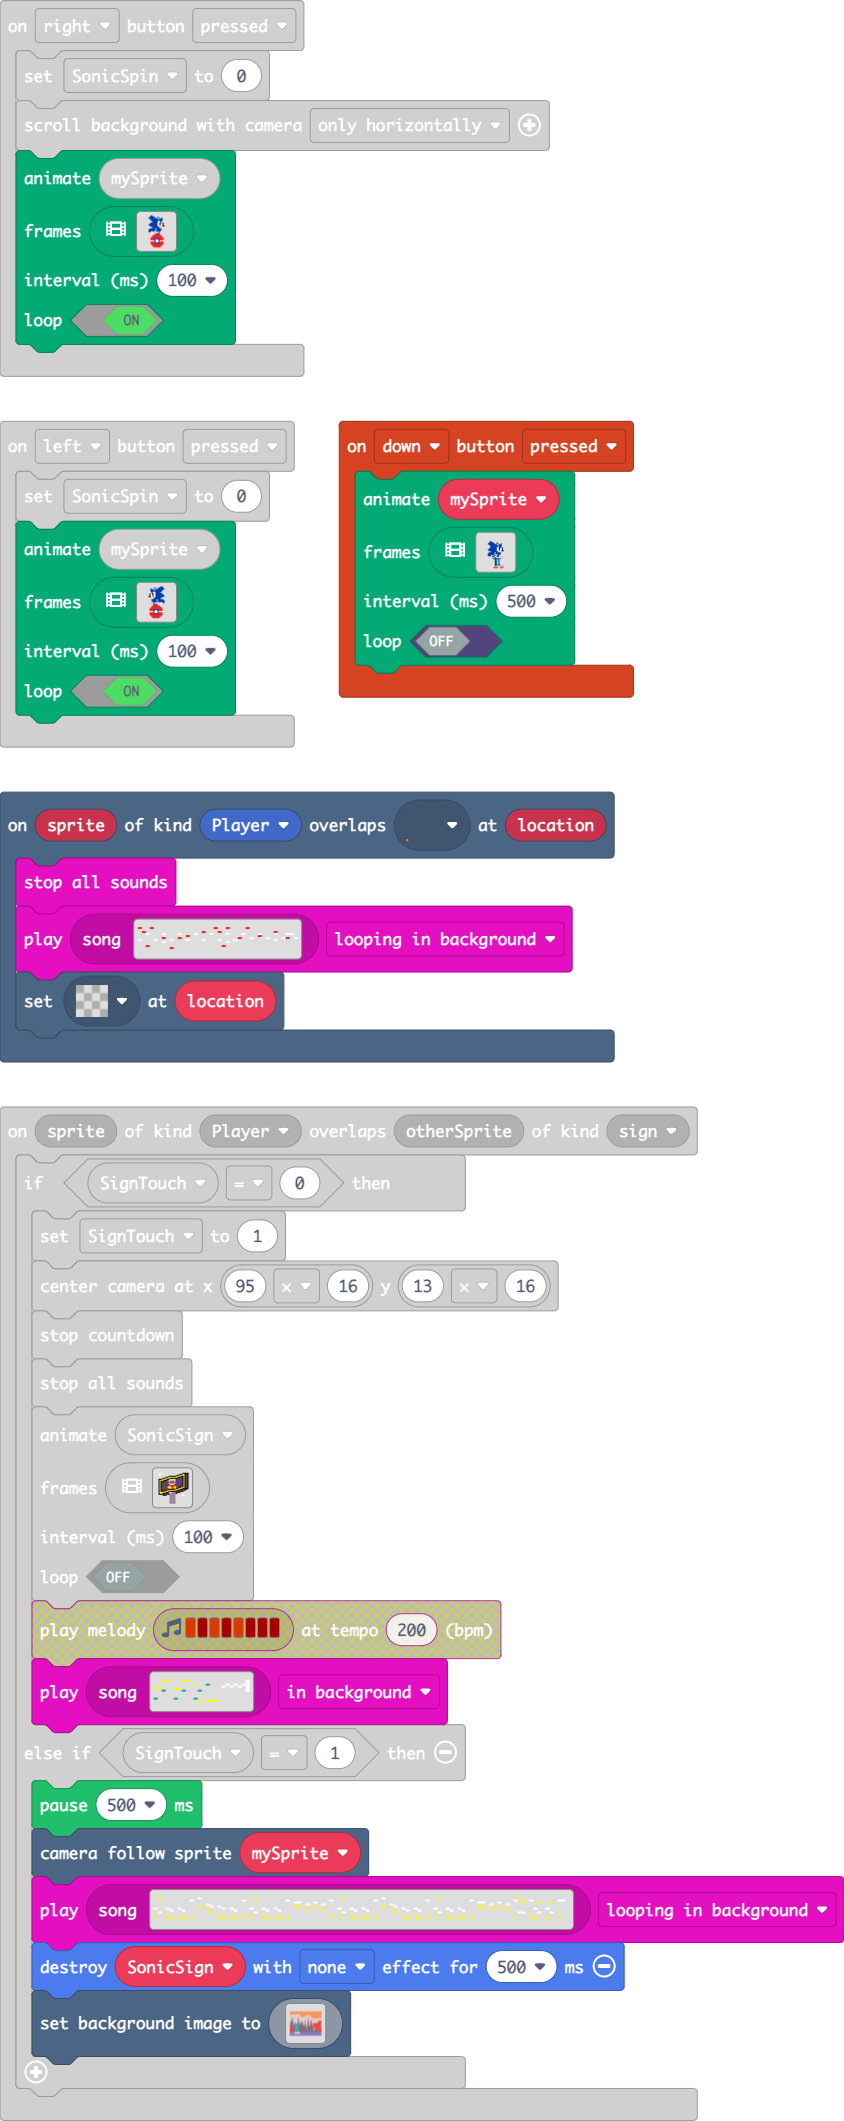 on right button pressed
set SonicSpin to 0
scroll background with camera only horizontally
animate mySprite
frames
interval (ms) 100
loop ON
on left button pressed
set SonicSpin to 0
animate mySprite
frames
interval (ms) 100
loop ON
on down button pressed
animate mySprite
frames
interval (ms) 500
loop OFF
on sprite of kind Player overlaps at location
stop all sounds
play song looping in background
set at location
on sprite of kind Player overlaps otherSprite of kind sign
if SignTouch = 0 then
set SignTouch to 1
center camera at x 95 × 16 y 13 × 16
stop countdown
stop all sounds
animate SonicSign
frames
interval (ms) 100
loop OFF
play melody at tempo 200 (bpm)
play song in background
else if SignTouch = 1 then
pause 500 ms
camera follow sprite mySprite
play song looping in background
destroy SonicSign with none effect for 500 ms
set background image to